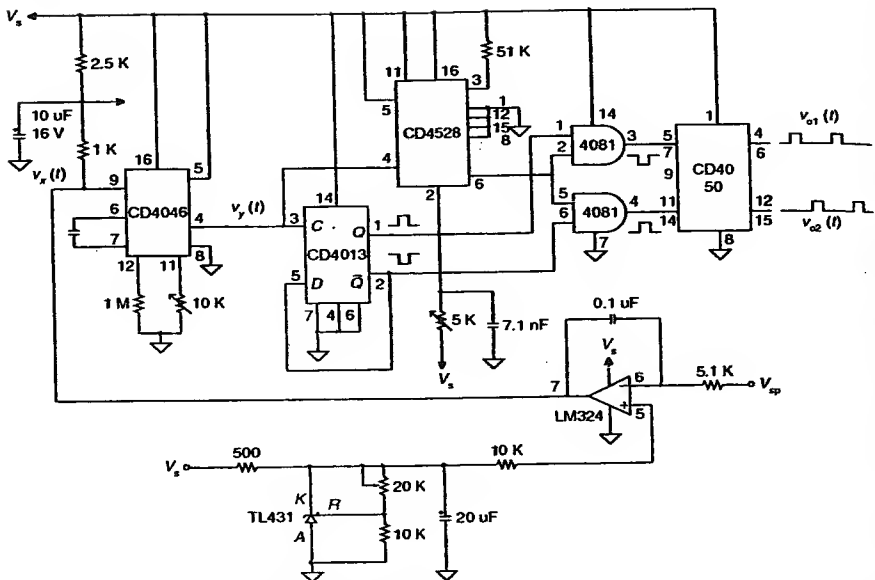 V_s
2.5 K
10 uF
16 V
1 K
v_x(t)
16
5
9
CD4046
6
4
7
8
12
11
1 M
10 K
v_y(t)
14
3
C
Q
1
CD4013
5
D
Q̄
2
7
4
6
11
16
51 K
3
5
1
12
15
8
CD4528
4
6
2
5 K
V_s
7.1 nF
14
1
2
4081
3
5
6
4081
4
7
1
5
7
9
CD40
50
11
14
8
4
6
12
15
v_o1(t)
v_o2(t)
0.1 uF
V_s
7
6
5
−
+
LM324
5.1 K
V_sp
V_s
500
10 K
K
R
A
TL431
20 K
10 K
20 uF